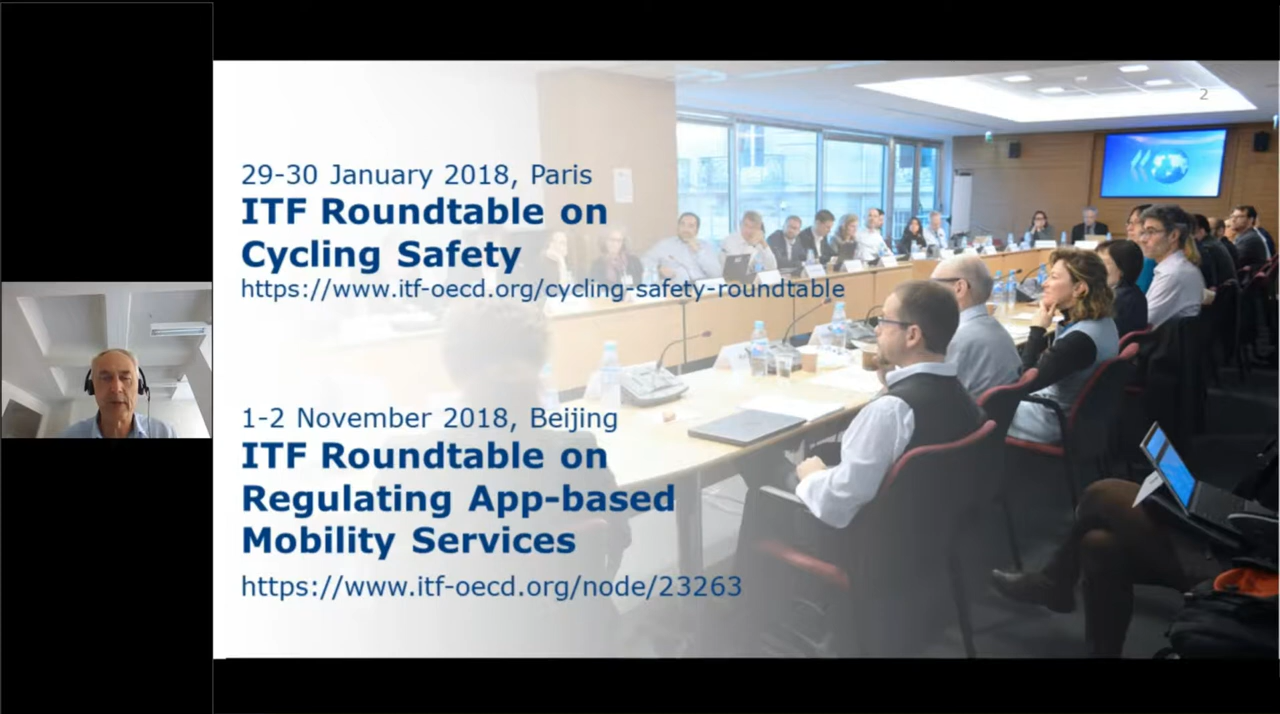 2
29-30 January 2018, Paris
ITF Roundtable on
Cycling Safety
https://www.itf-oecd.org/cycling-safety-roundtable
1-2 November 2018, Beijing
ITF Roundtable on
Regulating App-based
Mobility Services
https://www.itf-oecd.org/node/23263